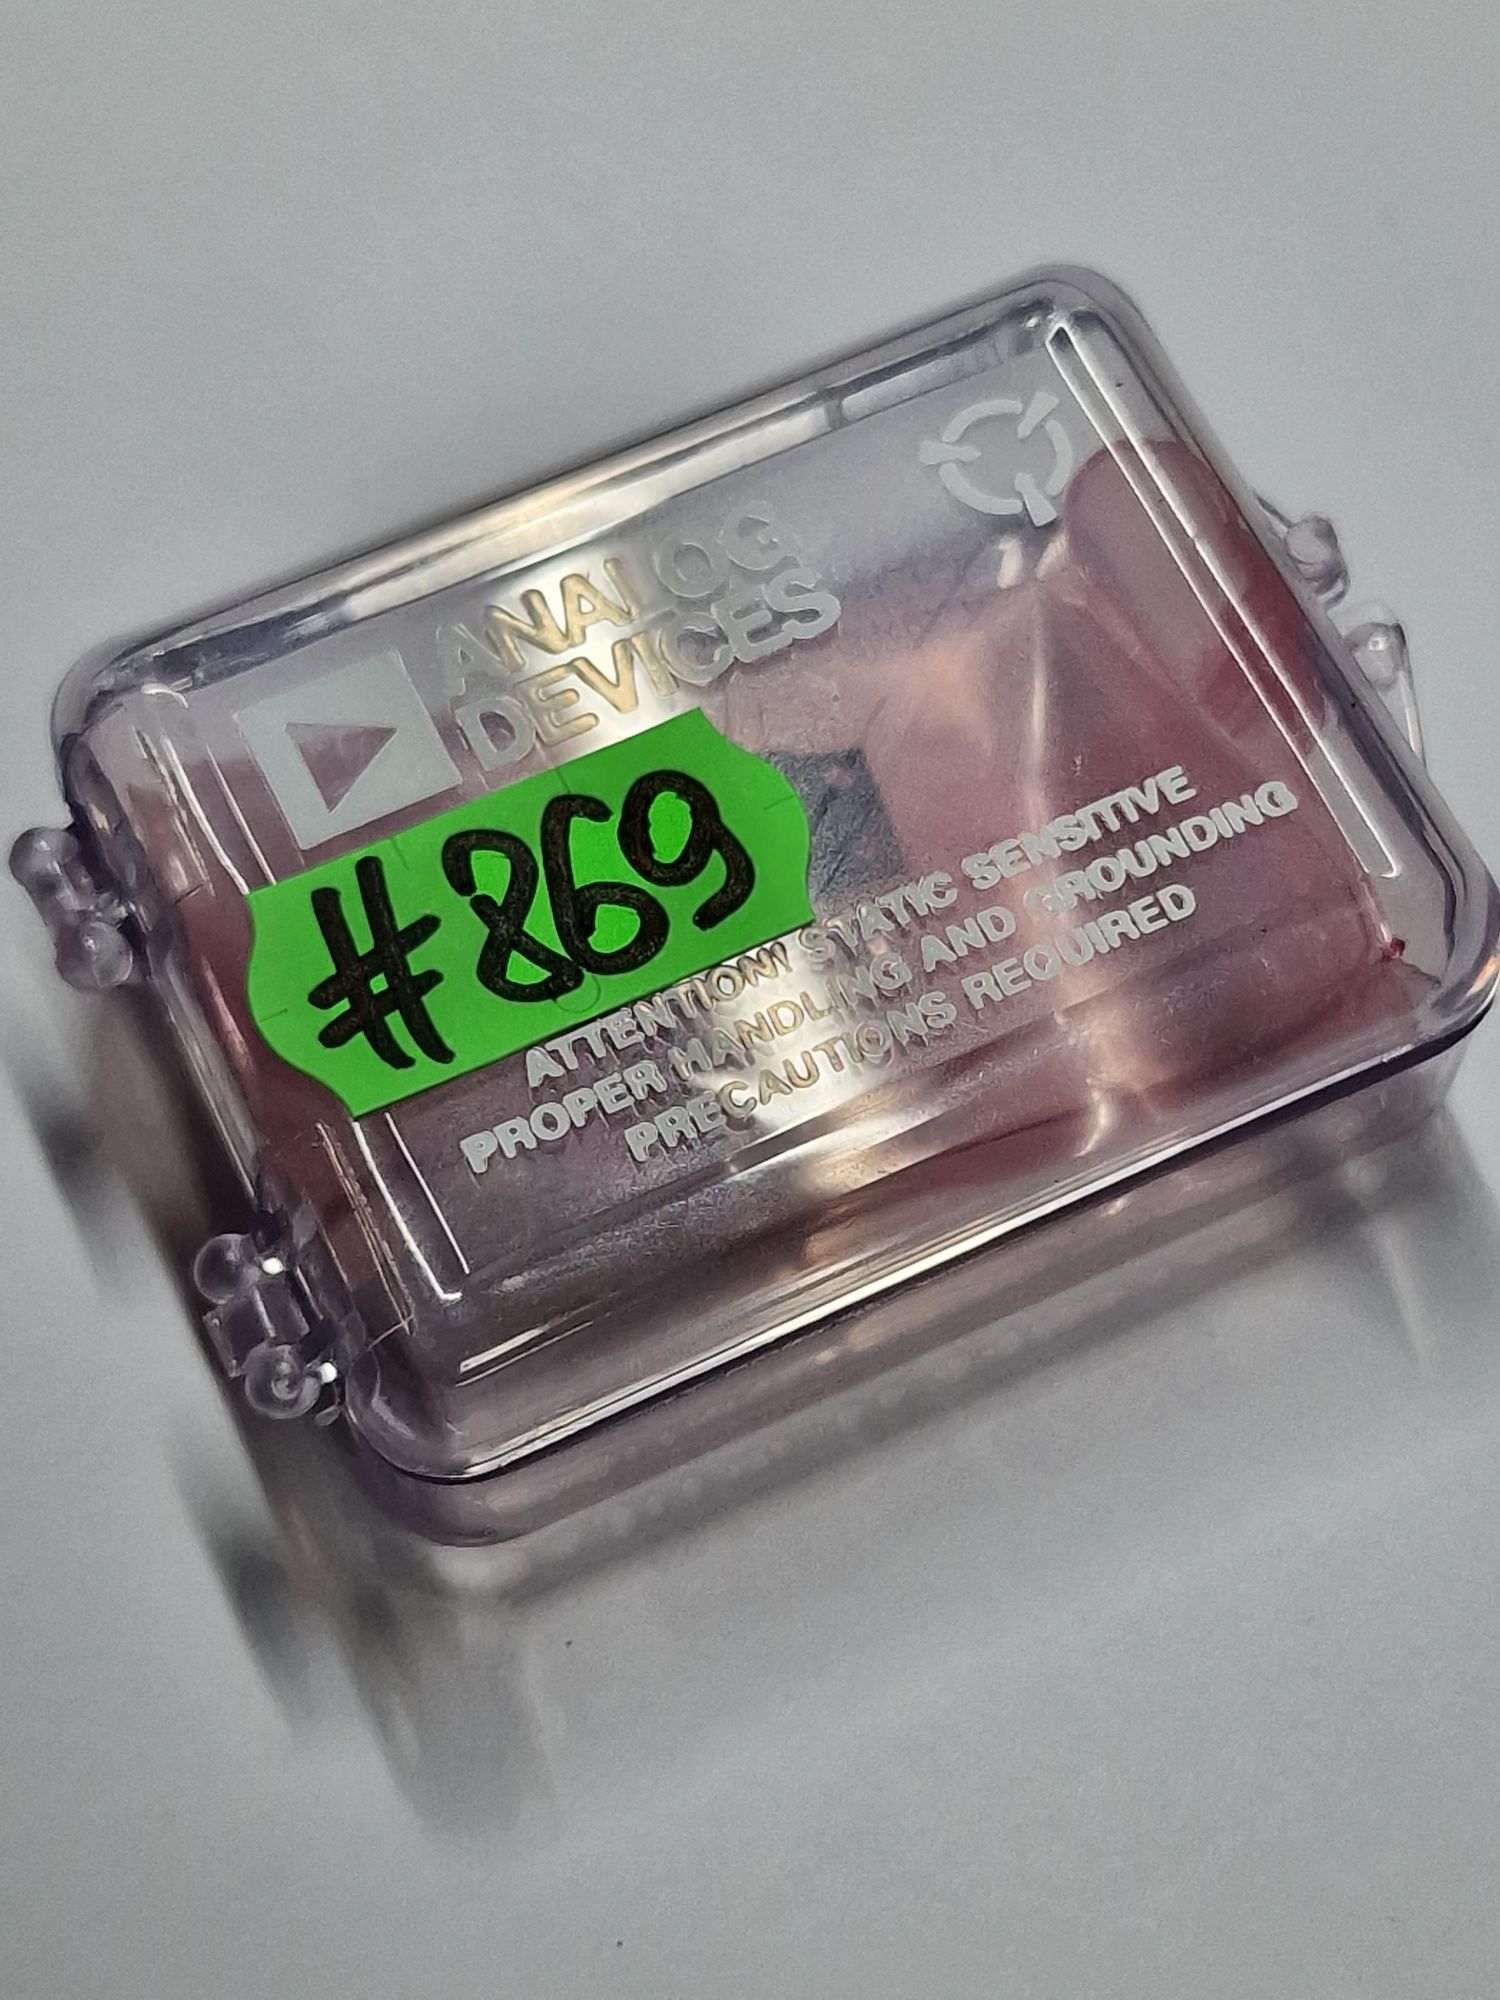 ANALOG
DEVICES
#869
ATTENTION! STATIC SENSITIVE
PROPER HANDLING AND GROUNDING
PRECAUTIONS REQUIRED